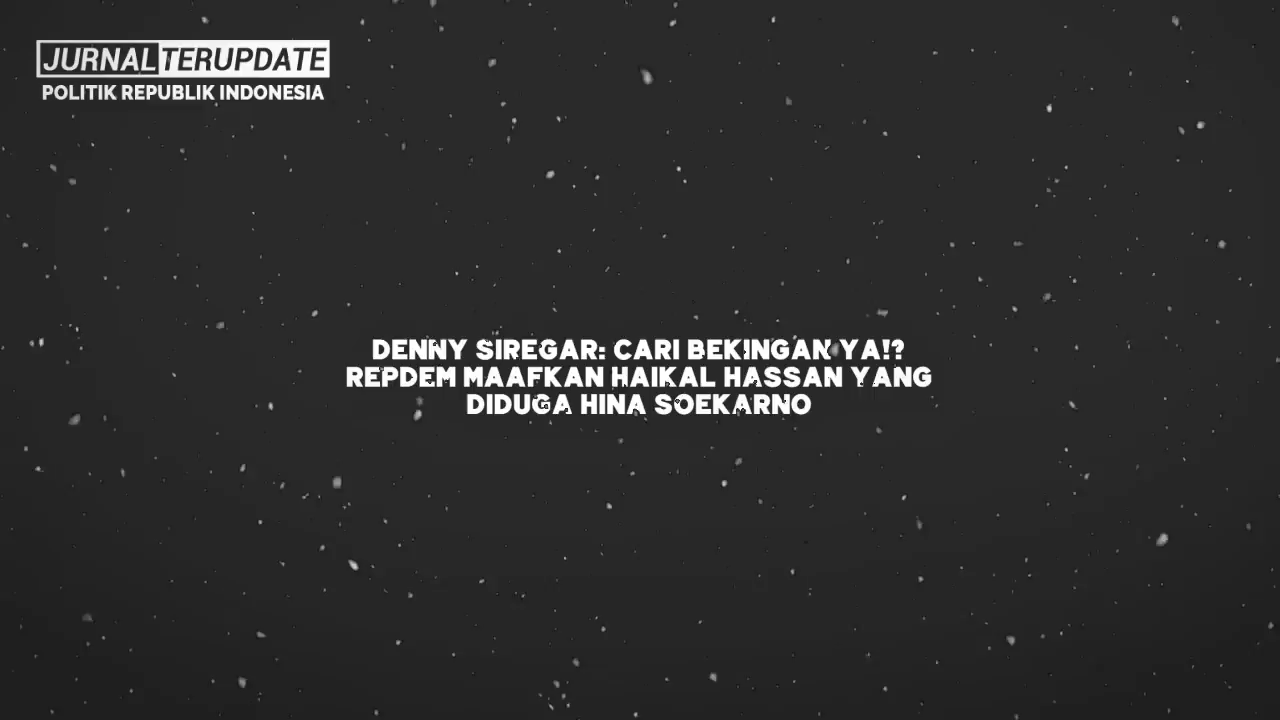 JURNALTERUPDATE
POLITIK REPUBLIK INDONESIA
DENNY SIREGAR: CARI BEKINGAN YA!?
REPDEM MAAFKAN HAIKAL HASSAN YANG
DIDUGA HINA SOEKARNO